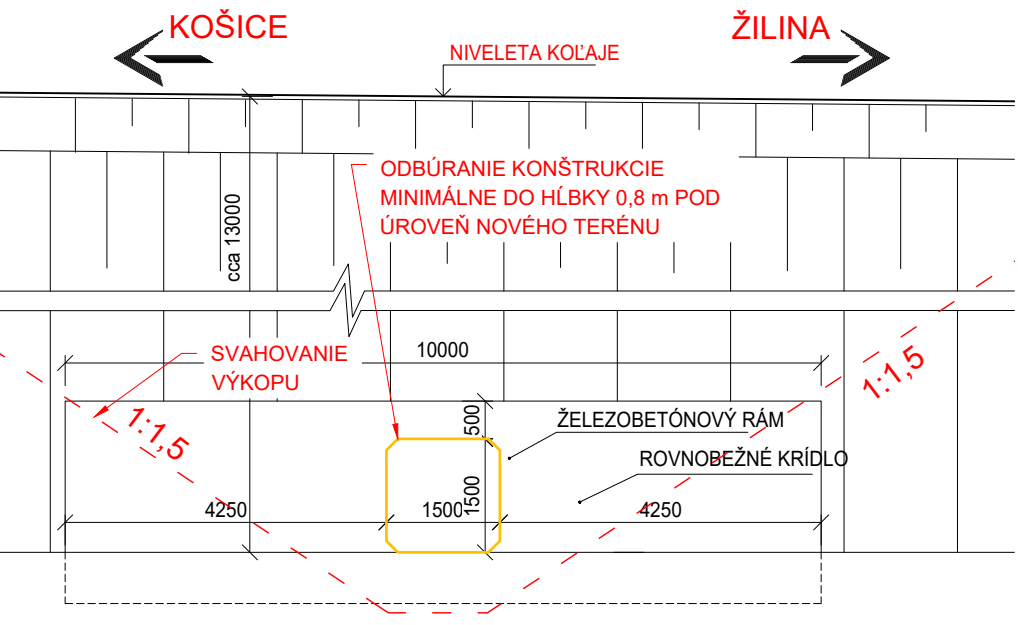 KOŠICE
ŽILINA
NIVELETA KOĽAJE
ODBÚRANIE KONŠTRUKCIE
MINIMÁLNE DO HĹBKY 0,8 m POD
ÚROVEŇ NOVÉHO TERÉNU
cca 13000
SVAHOVANIE
VÝKOPU
10000
1:1,5
1:1,5
500
ŽELEZOBETÓNOVÝ RÁM
ROVNOBEŽNÉ KRÍDLO
1500
4250
1500
4250